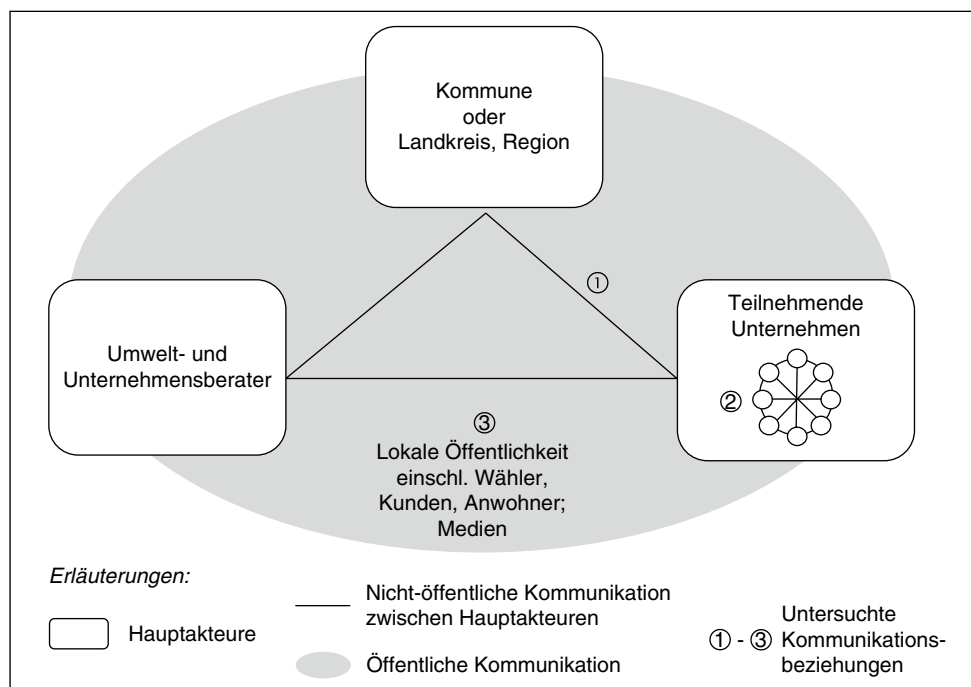 Kommune
oder
Landkreis, Region
①
Umwelt- und
Unternehmensberater
Teilnehmende
Unternehmen
②
③
Lokale Öffentlichkeit
einschl. Wähler,
Kunden, Anwohner;
Medien
Erläuterungen:
Hauptakteure
Nicht-öffentliche Kommunikation
zwischen Hauptakteuren
Öffentliche Kommunikation
① - ③
Untersuchte
Kommunikations-
beziehungen